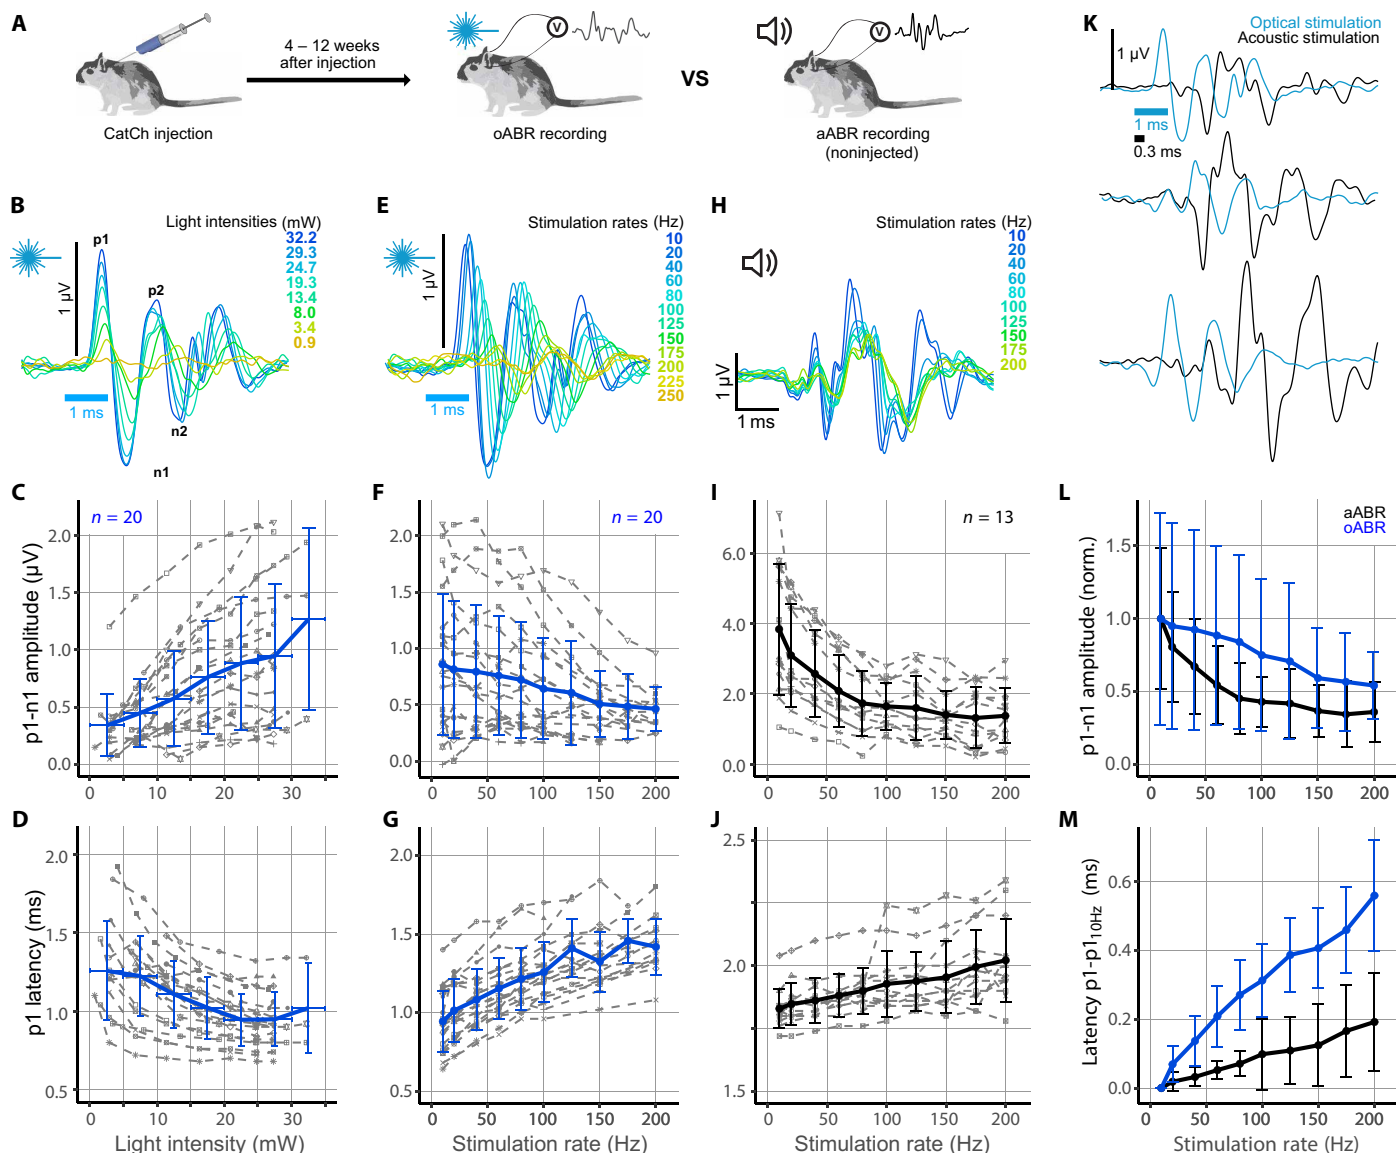 A
4 – 12 weeks
after injection
CatCh injection
V
oABR recording
VS
V
aABR recording
(noninjected)
K
Optical stimulation
Acoustic stimulation
1 µV
1 ms
0.3 ms
B
Light intensities (mW)
32.2
29.3
24.7
19.3
13.4
8.0
3.4
0.9
p1
p2
n1
n2
1 µV
1 ms
E
Stimulation rates (Hz)
10
20
40
60
80
100
125
150
175
200
225
250
1 µV
1 ms
H
Stimulation rates (Hz)
10
20
40
60
80
100
125
150
175
200
1 µV
1 ms
C
n = 20
p1-n1 amplitude (µV)
2.0
1.5
1.0
0.5
0.0
0 10 20 30
F
n = 20
2.0
1.5
1.0
0.5
0.0
0 50 100 150 200
I
n = 13
6.0
4.0
2.0
0.0
0 50 100 150 200
L
aABR
oABR
p1-n1 amplitude (norm.)
1.5
1.0
0.5
0.0
0 50 100 150 200
D
p1 latency (ms)
2.0
1.5
1.0
0.5
0 10 20 30
Light intensity (mW)
G
2.0
1.5
1.0
0.5
0 50 100 150 200
Stimulation rate (Hz)
J
2.5
2.0
1.5
0 50 100 150 200
Stimulation rate (Hz)
M
Latency p1-p110Hz (ms)
0.6
0.4
0.2
0.0
0 50 100 150 200
Stimulation rate (Hz)